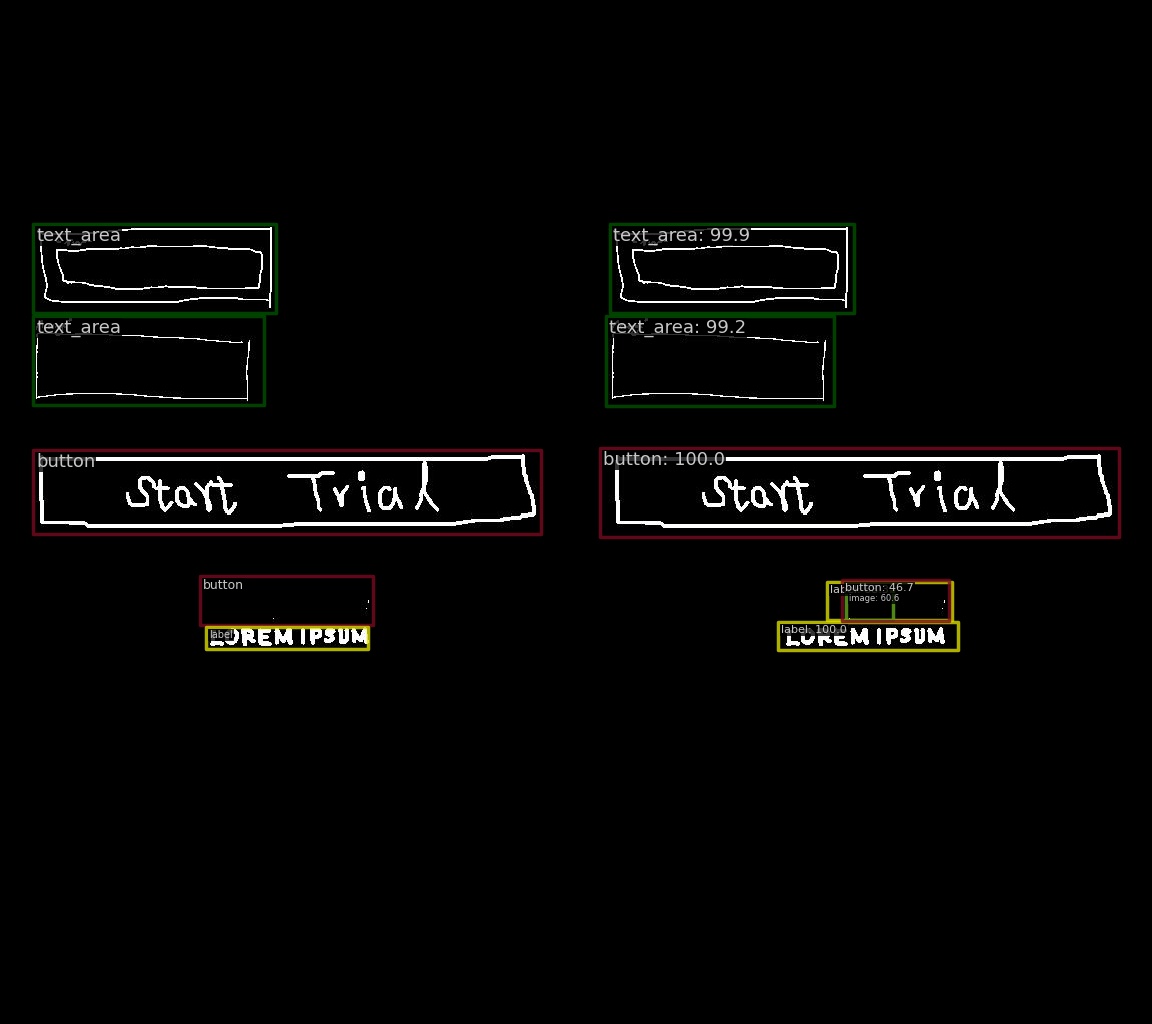 text_area
text_area: 99.9
text_area
text_area: 99.2
button
button: 100.0
Start Trial
Start Trial
button
button: 46.7
image: 60.6
label
label: 100.0
LOREM IPSUM
LOREM IPSUM